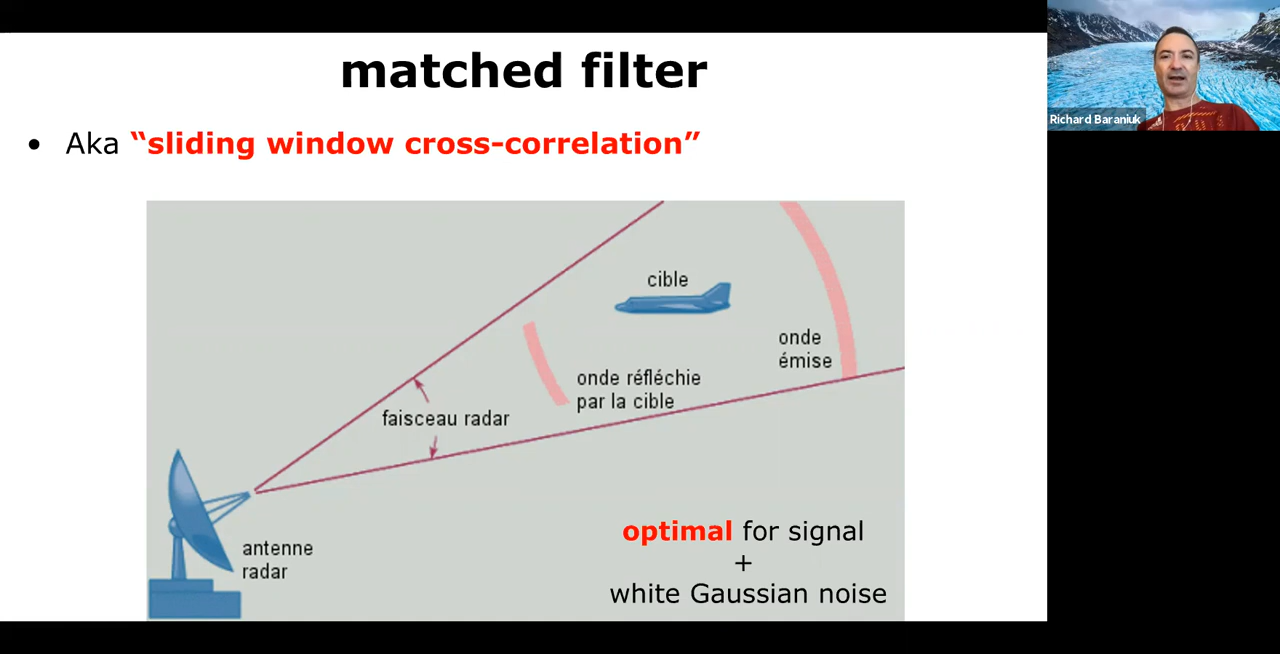 matched filter
• Aka “sliding window cross-correlation”
cible
onde
émise
onde réfléchie
par la cible
faisceau radar
antenne
radar
optimal for signal
+
white Gaussian noise
Richard Baraniuk